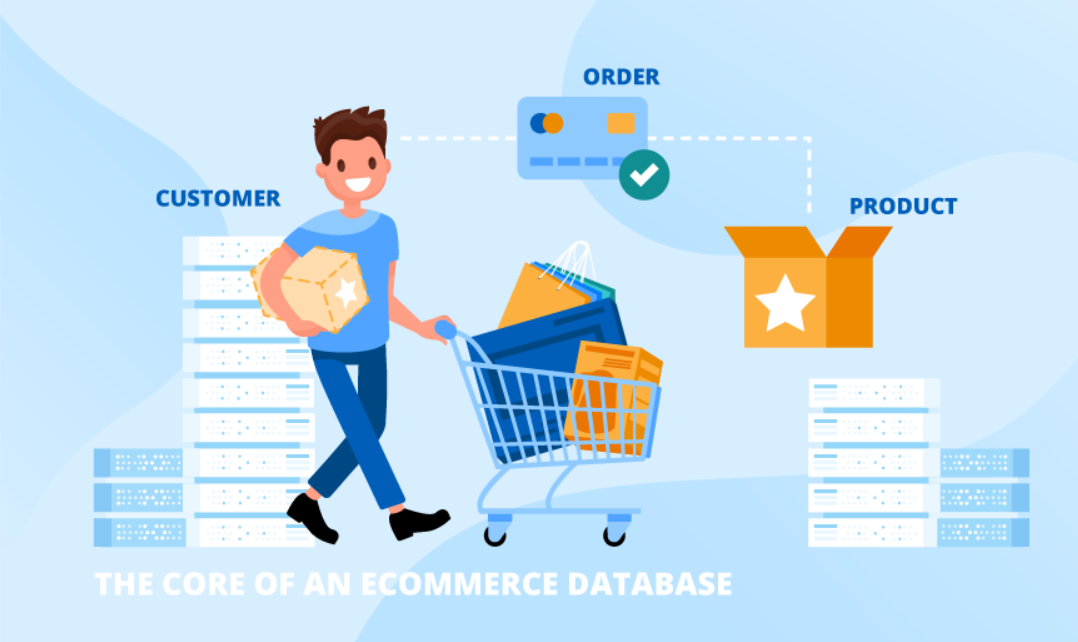 ORDER
CUSTOMER
PRODUCT
THE CORE OF AN ECOMMERCE DATABASE